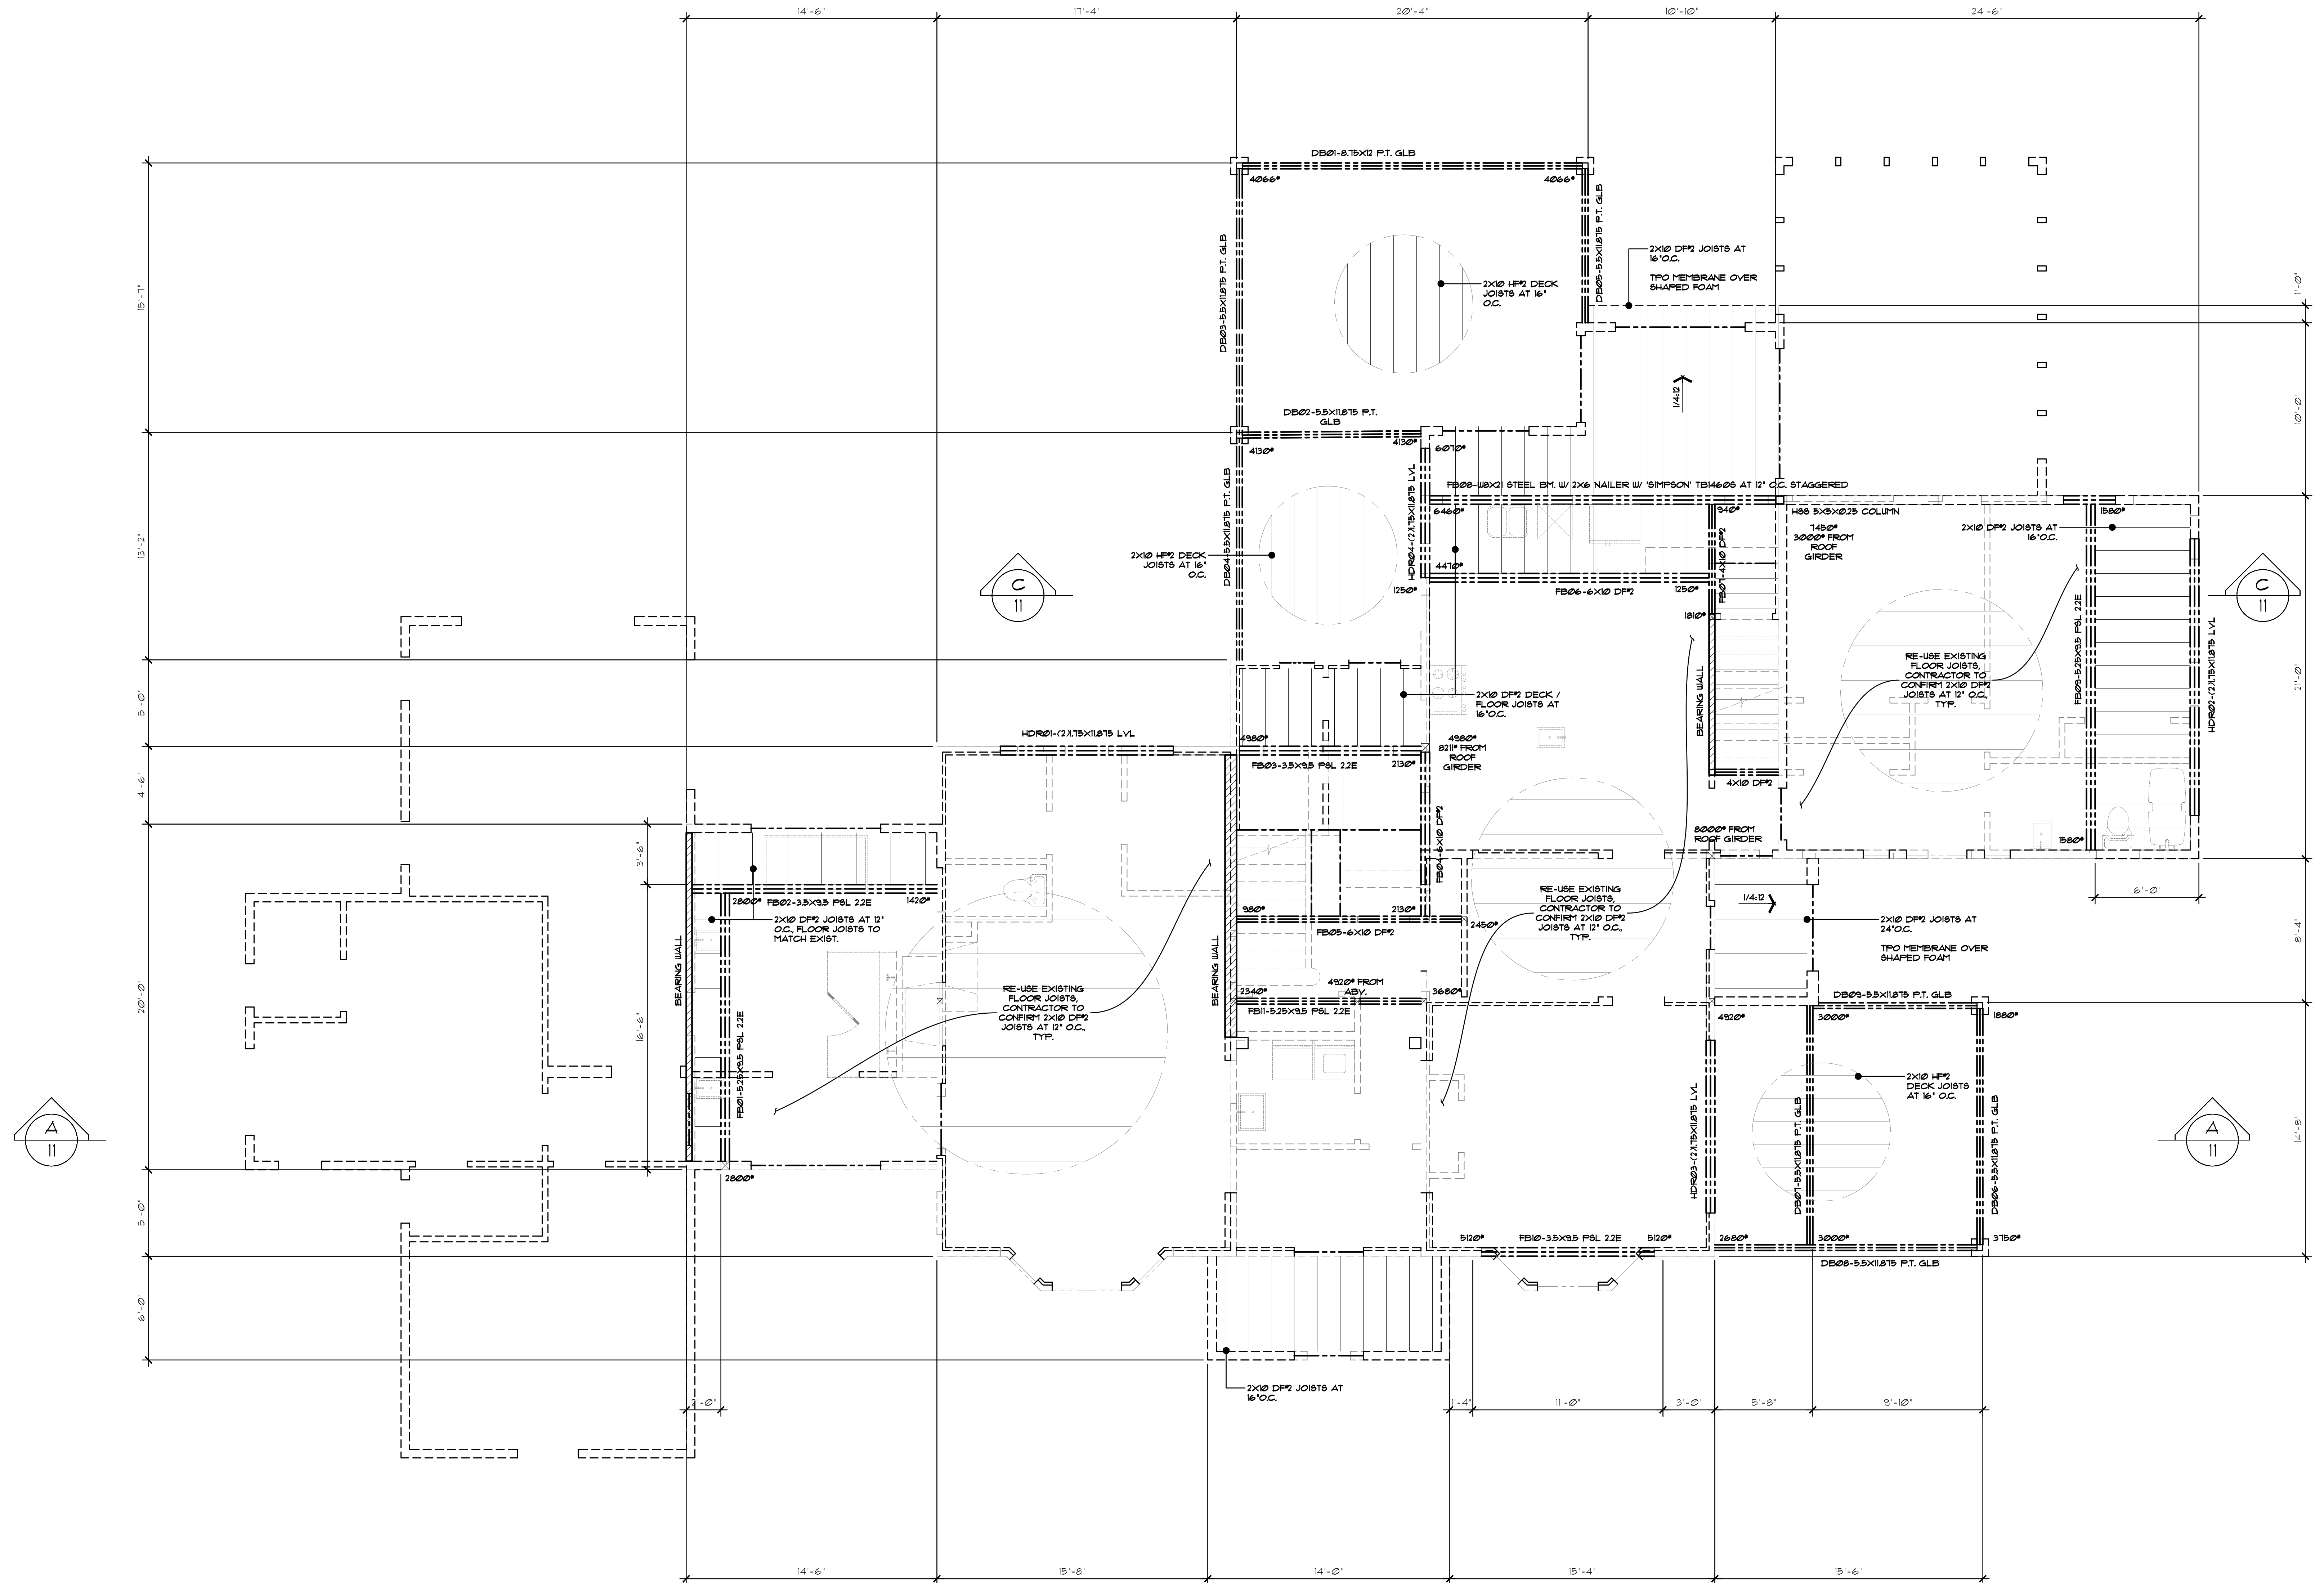 14'-6"
17'-4"
20'-4"
10'-10"
24'-6"
DB01-8.75X12 P.T. GLB
4066#
4066#
DB03-5.5X11.875 P.T. GLB
DB05-5.5X11.875 P.T. GLB
2X10 DF#2 JOISTS AT
16"O.C.
TPO MEMBRANE OVER
SHAPED FOAM
2X10 HF#2 DECK
JOISTS AT 16"
O.C.
15'-7"
1'-0"
1/4:12
10'-0"
DB02-5.5X11.875 P.T.
GLB
4130#
4130#
6070#
DB04-5.5X11.875 P.T. GLB
HDR04-(2)1.75X11.875 LVL
FB08-W8X21 STEEL BM. W/ 2X6 NAILER W/ 'SIMPSON' TB1460S AT 12" O.C. STAGGERED
6460#
940#
HSS 5X5X0.25 COLUMN
7450#
3000# FROM
ROOF
GIRDER
1580#
2X10 DF#2 JOISTS AT
16"O.C.
13'-2"
2X10 HF#2 DECK
JOISTS AT 16"
O.C.
FB07-4X10 DF#2
4470#
1250#
FB06-6X10 DF#2
1250#
1810#
C
11
C
11
FB09-5.25X9.5 PSL 2.2E
HDR02-(2)1.75X11.875 LVL
RE-USE EXISTING
FLOOR JOISTS,
CONTRACTOR TO
CONFIRM 2X10 DF#2
JOISTS AT 12" O.C.,
TYP.
21'-0"
BEARING WALL
5'-0"
2X10 DF#2 DECK /
FLOOR JOISTS AT
16"O.C.
HDR01-(2)1.75X11.875 LVL
4980#
4980#
8211# FROM
ROOF
GIRDER
FB03-3.5X9.5 PSL 2.2E
2130#
4'-6"
4X10 DF#2
FB04-6X10 DF#2
8000# FROM
ROOF GIRDER
1580#
3'-6"
6'-0"
2800#
FB02-3.5X9.5 PSL 2.2E
1420#
2X10 DF#2 JOISTS AT 12"
O.C., FLOOR JOISTS TO
MATCH EXIST.
980#
2130#
2450#
FB05-6X10 DF#2
RE-USE EXISTING
FLOOR JOISTS,
CONTRACTOR TO
CONFIRM 2X10 DF#2
JOISTS AT 12" O.C.,
TYP.
1/4:12
2X10 DF#2 JOISTS AT
24"O.C.
TPO MEMBRANE OVER
SHAPED FOAM
8'-4"
BEARING WALL
BEARING WALL
20'-0"
16'-6"
FB01-5.25X9.5 PSL 2.2E
RE-USE EXISTING
FLOOR JOISTS,
CONTRACTOR TO
CONFIRM 2X10 DF#2
JOISTS AT 12" O.C.,
TYP.
2340#
4920# FROM
ABV.
3680#
FB11-5.25X9.5 PSL 2.2E
DB09-5.5X11.875 P.T. GLB
4920#
3000#
1880#
HDR03-(2)1.75X11.875 LVL
DB07-5.5X11.875 P.T. GLB
DB06-5.5X11.875 P.T. GLB
2X10 HF#2
DECK JOISTS
AT 16" O.C.
14'-8"
A
11
A
11
2800#
5'-0"
5120#
FB10-3.5X9.5 PSL 2.2E
5120#
2680#
3000#
3750#
DB08-5.5X11.875 P.T. GLB
6'-0"
2X10 DF#2 JOISTS AT
16"O.C.
2'-0"
1'-4"
11'-0"
3'-0"
5'-8"
9'-10"
14'-6"
15'-8"
14'-0"
15'-4"
15'-6"